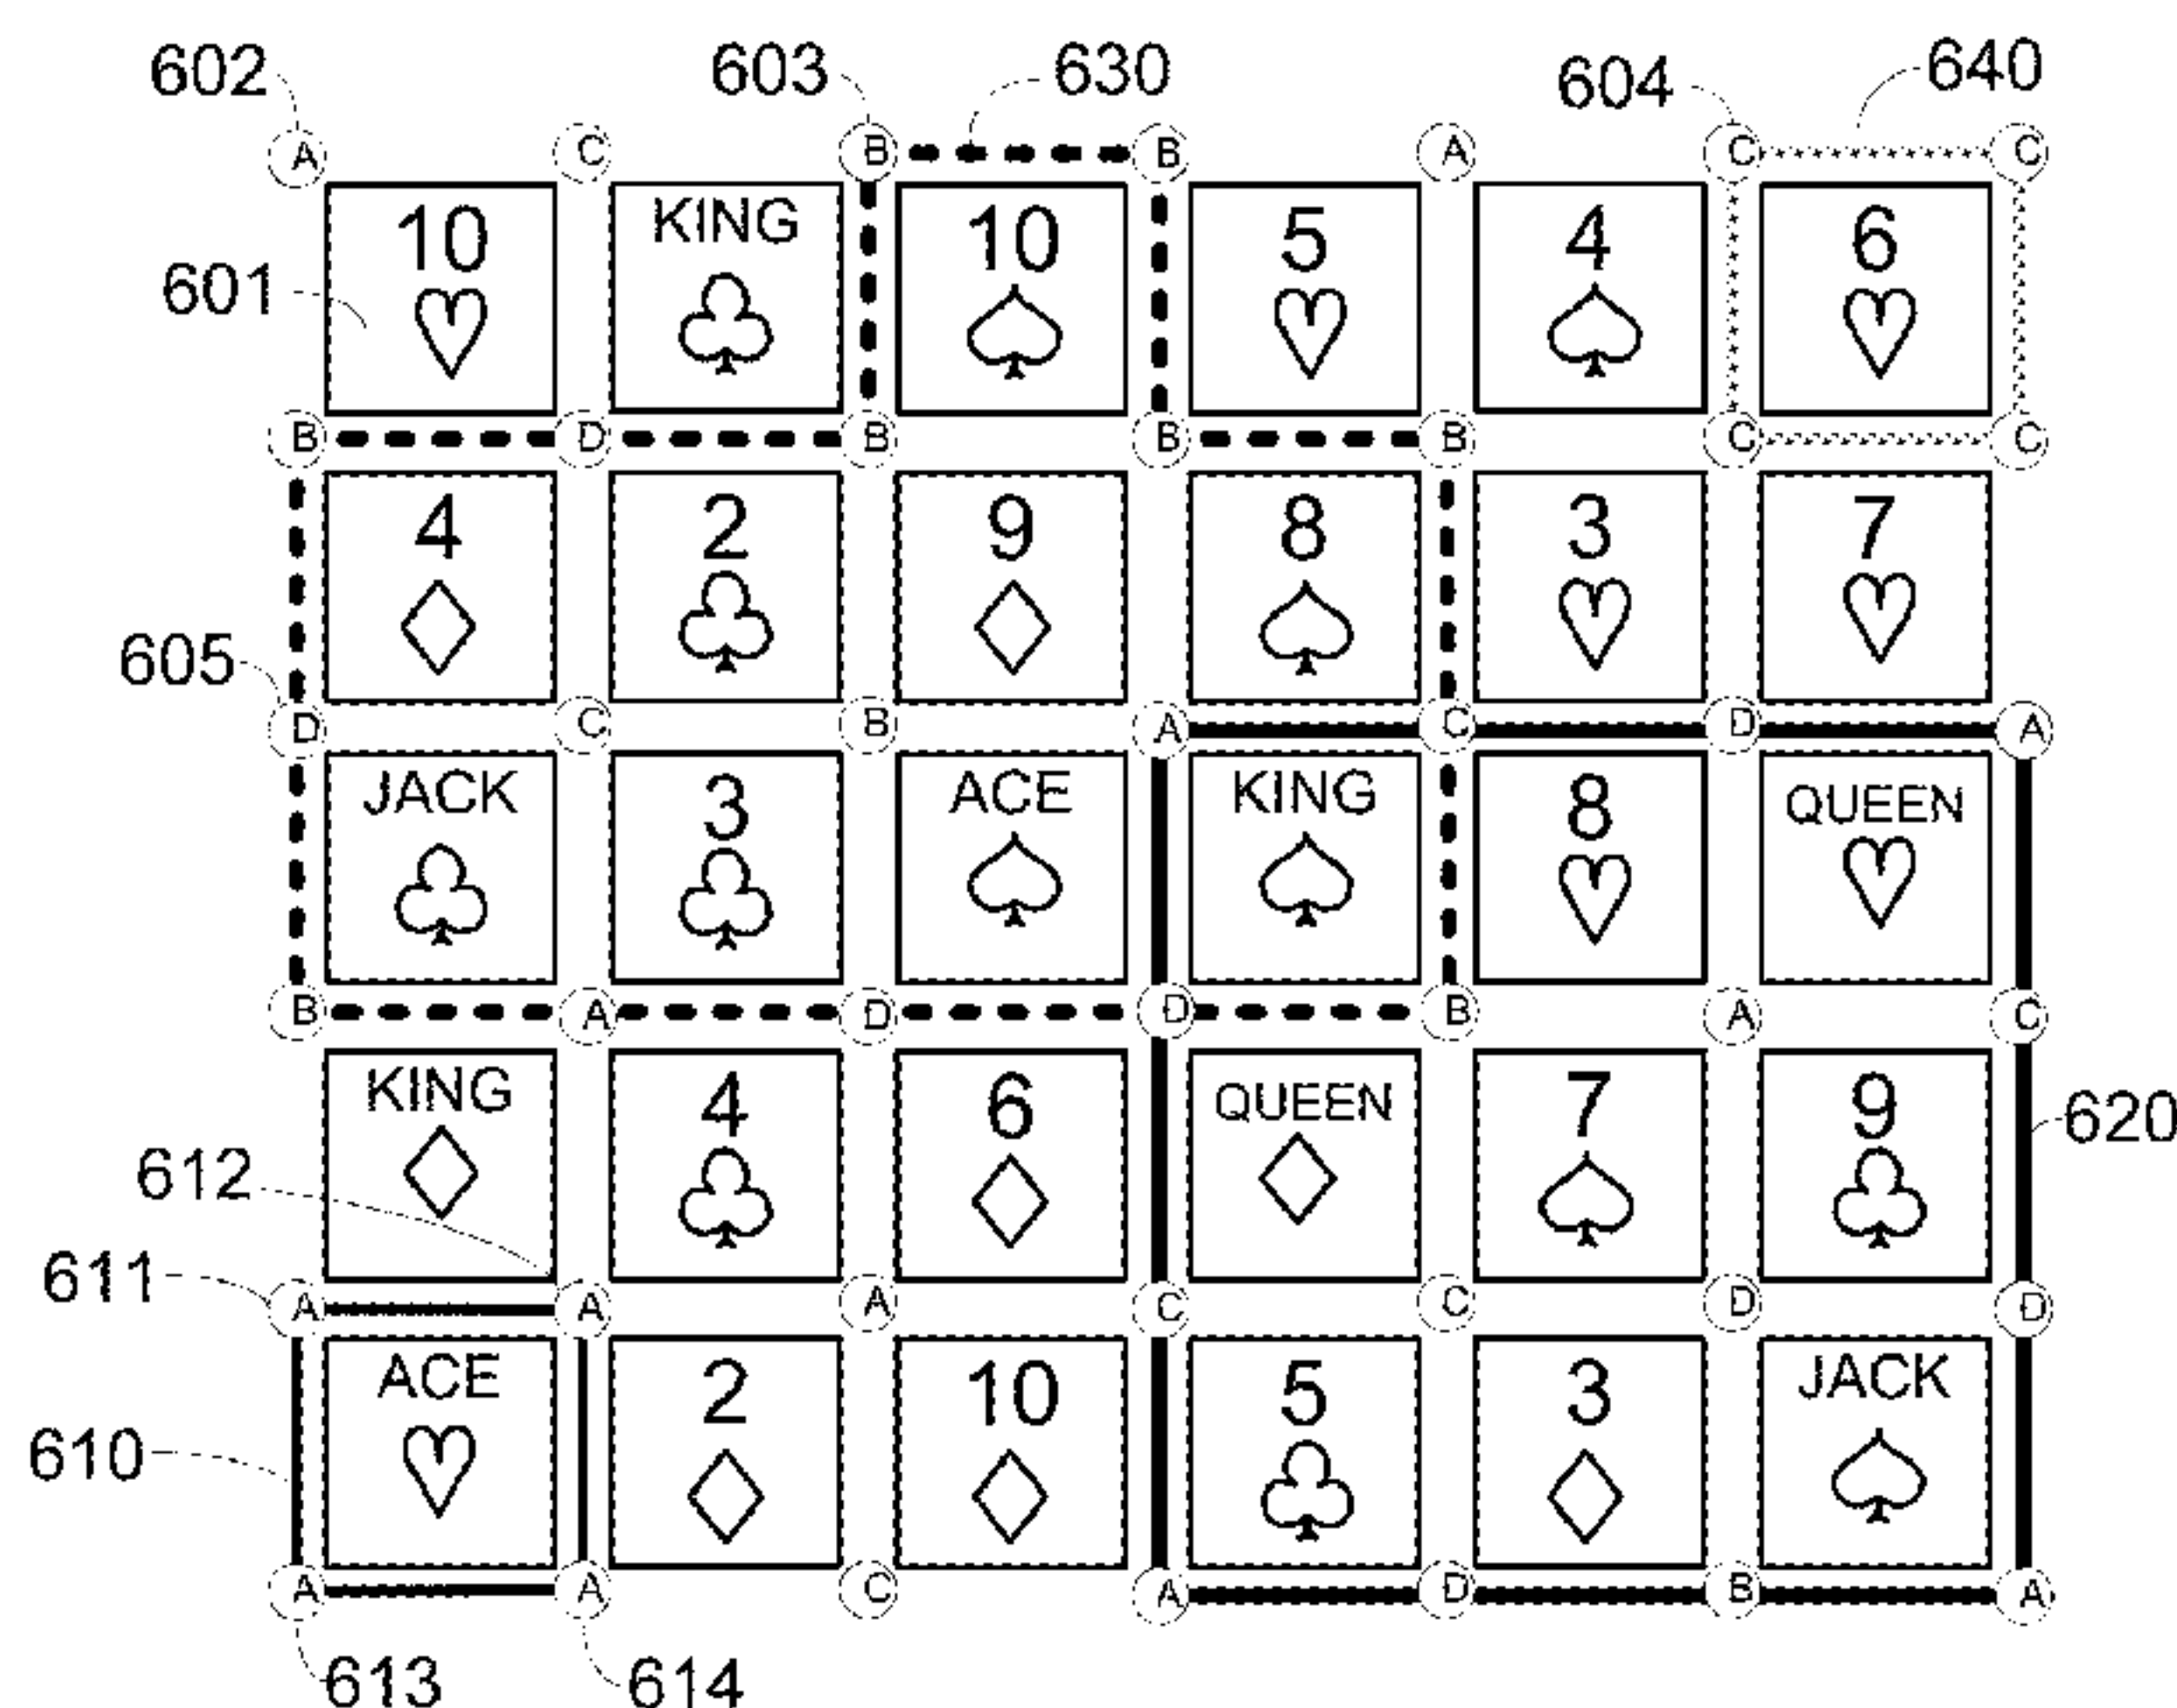 602 603 630 604 640
A C B B A C C
10 KING 10 5 4 6
601
B D B B B C C
4 2 9 8 3 7
605
D C B A C D A
JACK 3 ACE KING 8 QUEEN
B A D D B A C
KING 4 6 QUEEN 7 9
620
612
611
A A A C C D D
ACE 2 10 5 3 JACK
610
A A C A D B A
613 614